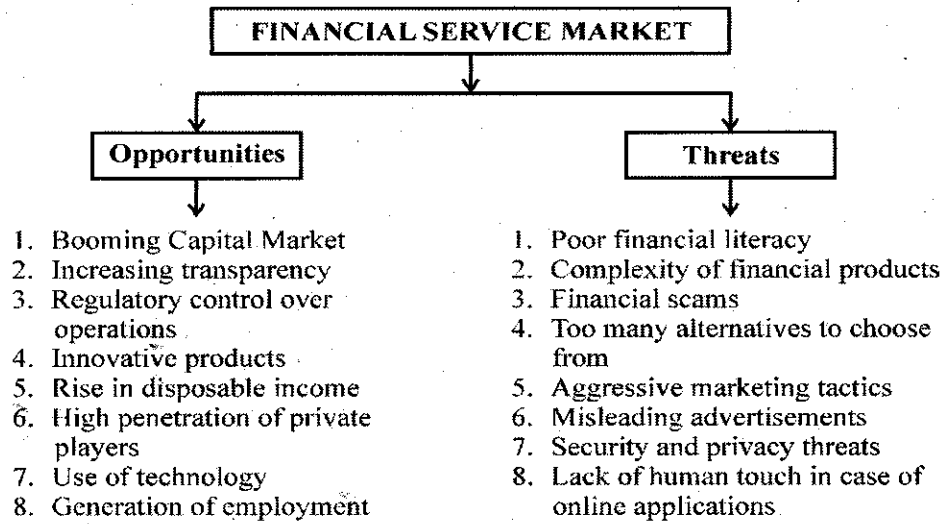 FINANCIAL SERVICE MARKET
Opportunities
1. Booming Capital Market
2. Increasing transparency
3. Regulatory control over
operations
4. Innovative products
5. Rise in disposable income
6. High penetration of private
players
7. Use of technology
8. Generation of employment
Threats
1. Poor financial literacy
2. Complexity of financial products
3. Financial scams
4. Too many alternatives to choose
from
5. Aggressive marketing tactics
6. Misleading advertisements
7. Security and privacy threats
8. Lack of human touch in case of
online applications